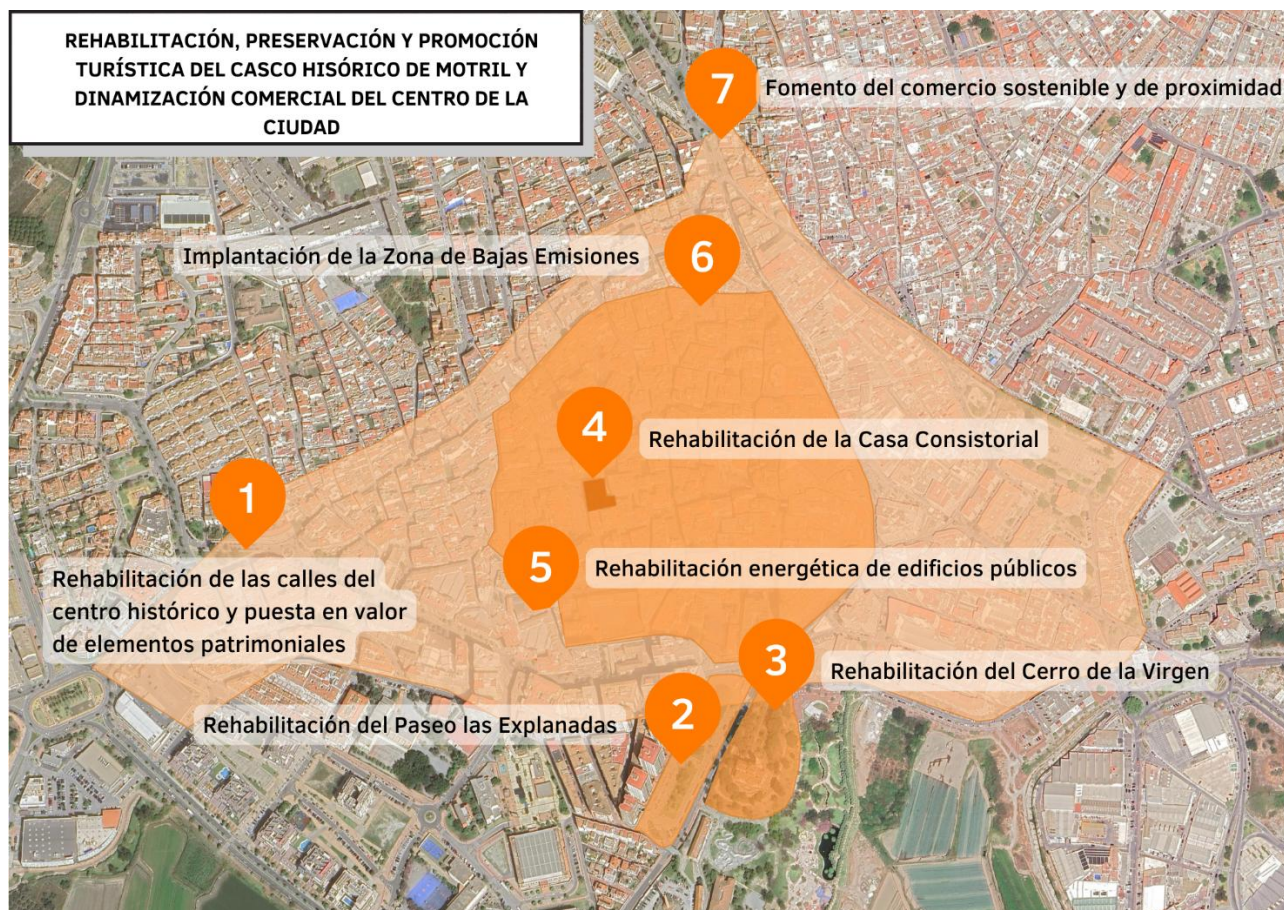 REHABILITACIÓN, PRESERVACIÓN Y PROMOCIÓN
TURÍSTICA DEL CASCO HISÓRICO DE MOTRIL Y
DINAMIZACIÓN COMERCIAL DEL CENTRO DE LA
CIUDAD
7
Fomento del comercio sostenible y de proximidad
Implantación de la Zona de Bajas Emisiones
6
4
Rehabilitación de la Casa Consistorial
1
Rehabilitación de las calles del
centro histórico y puesta en valor
de elementos patrimoniales
5
Rehabilitación energética de edificios públicos
3
Rehabilitación del Cerro de la Virgen
2
Rehabilitación del Paseo las Explanadas